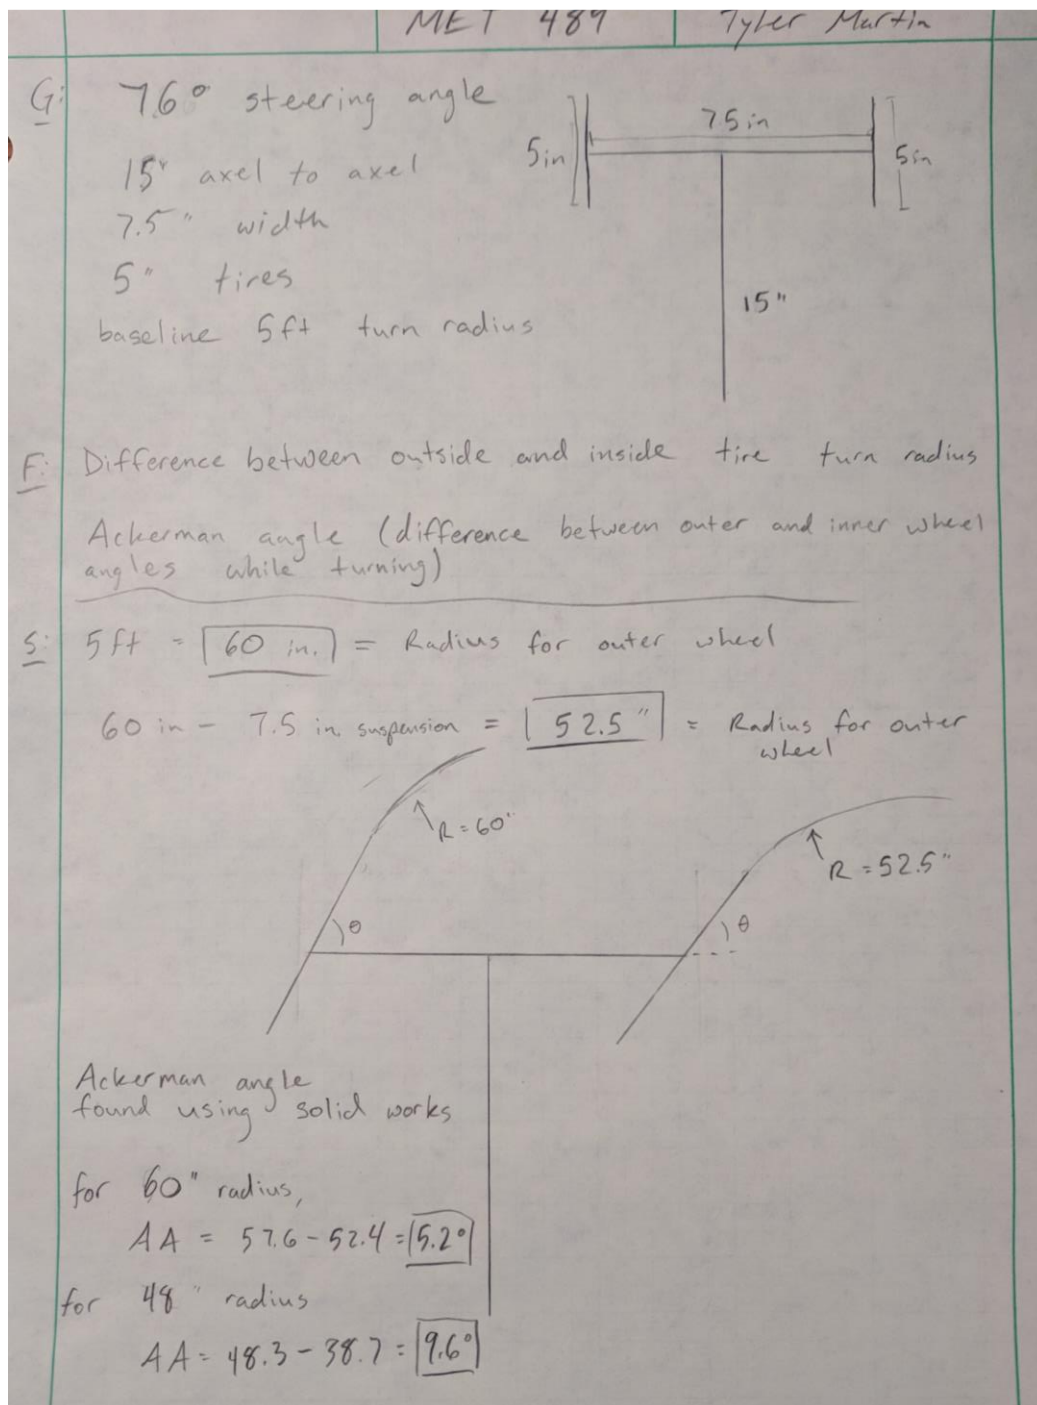 MET 489 Tyler Martin
G: 76° steering angle
15" axel to axel
7.5" width
5" tires
baseline 5ft turn radius
7.5 in
5in
5in
15"
F: Difference between outside and inside tire turn radius
Ackerman angle (difference between outer and inner wheel
angles while turning)
S: 5ft = 60 in. = Radius for outer wheel
60 in - 7.5 in suspension = 52.5" = Radius for outer
wheel
R=60"
R=52.5"
θ
θ
Ackerman angle
found using solid works
for 60" radius,
AA = 57.6-52.4=5.2°
for 48" radius
AA= 48.3-38.7=9.6°